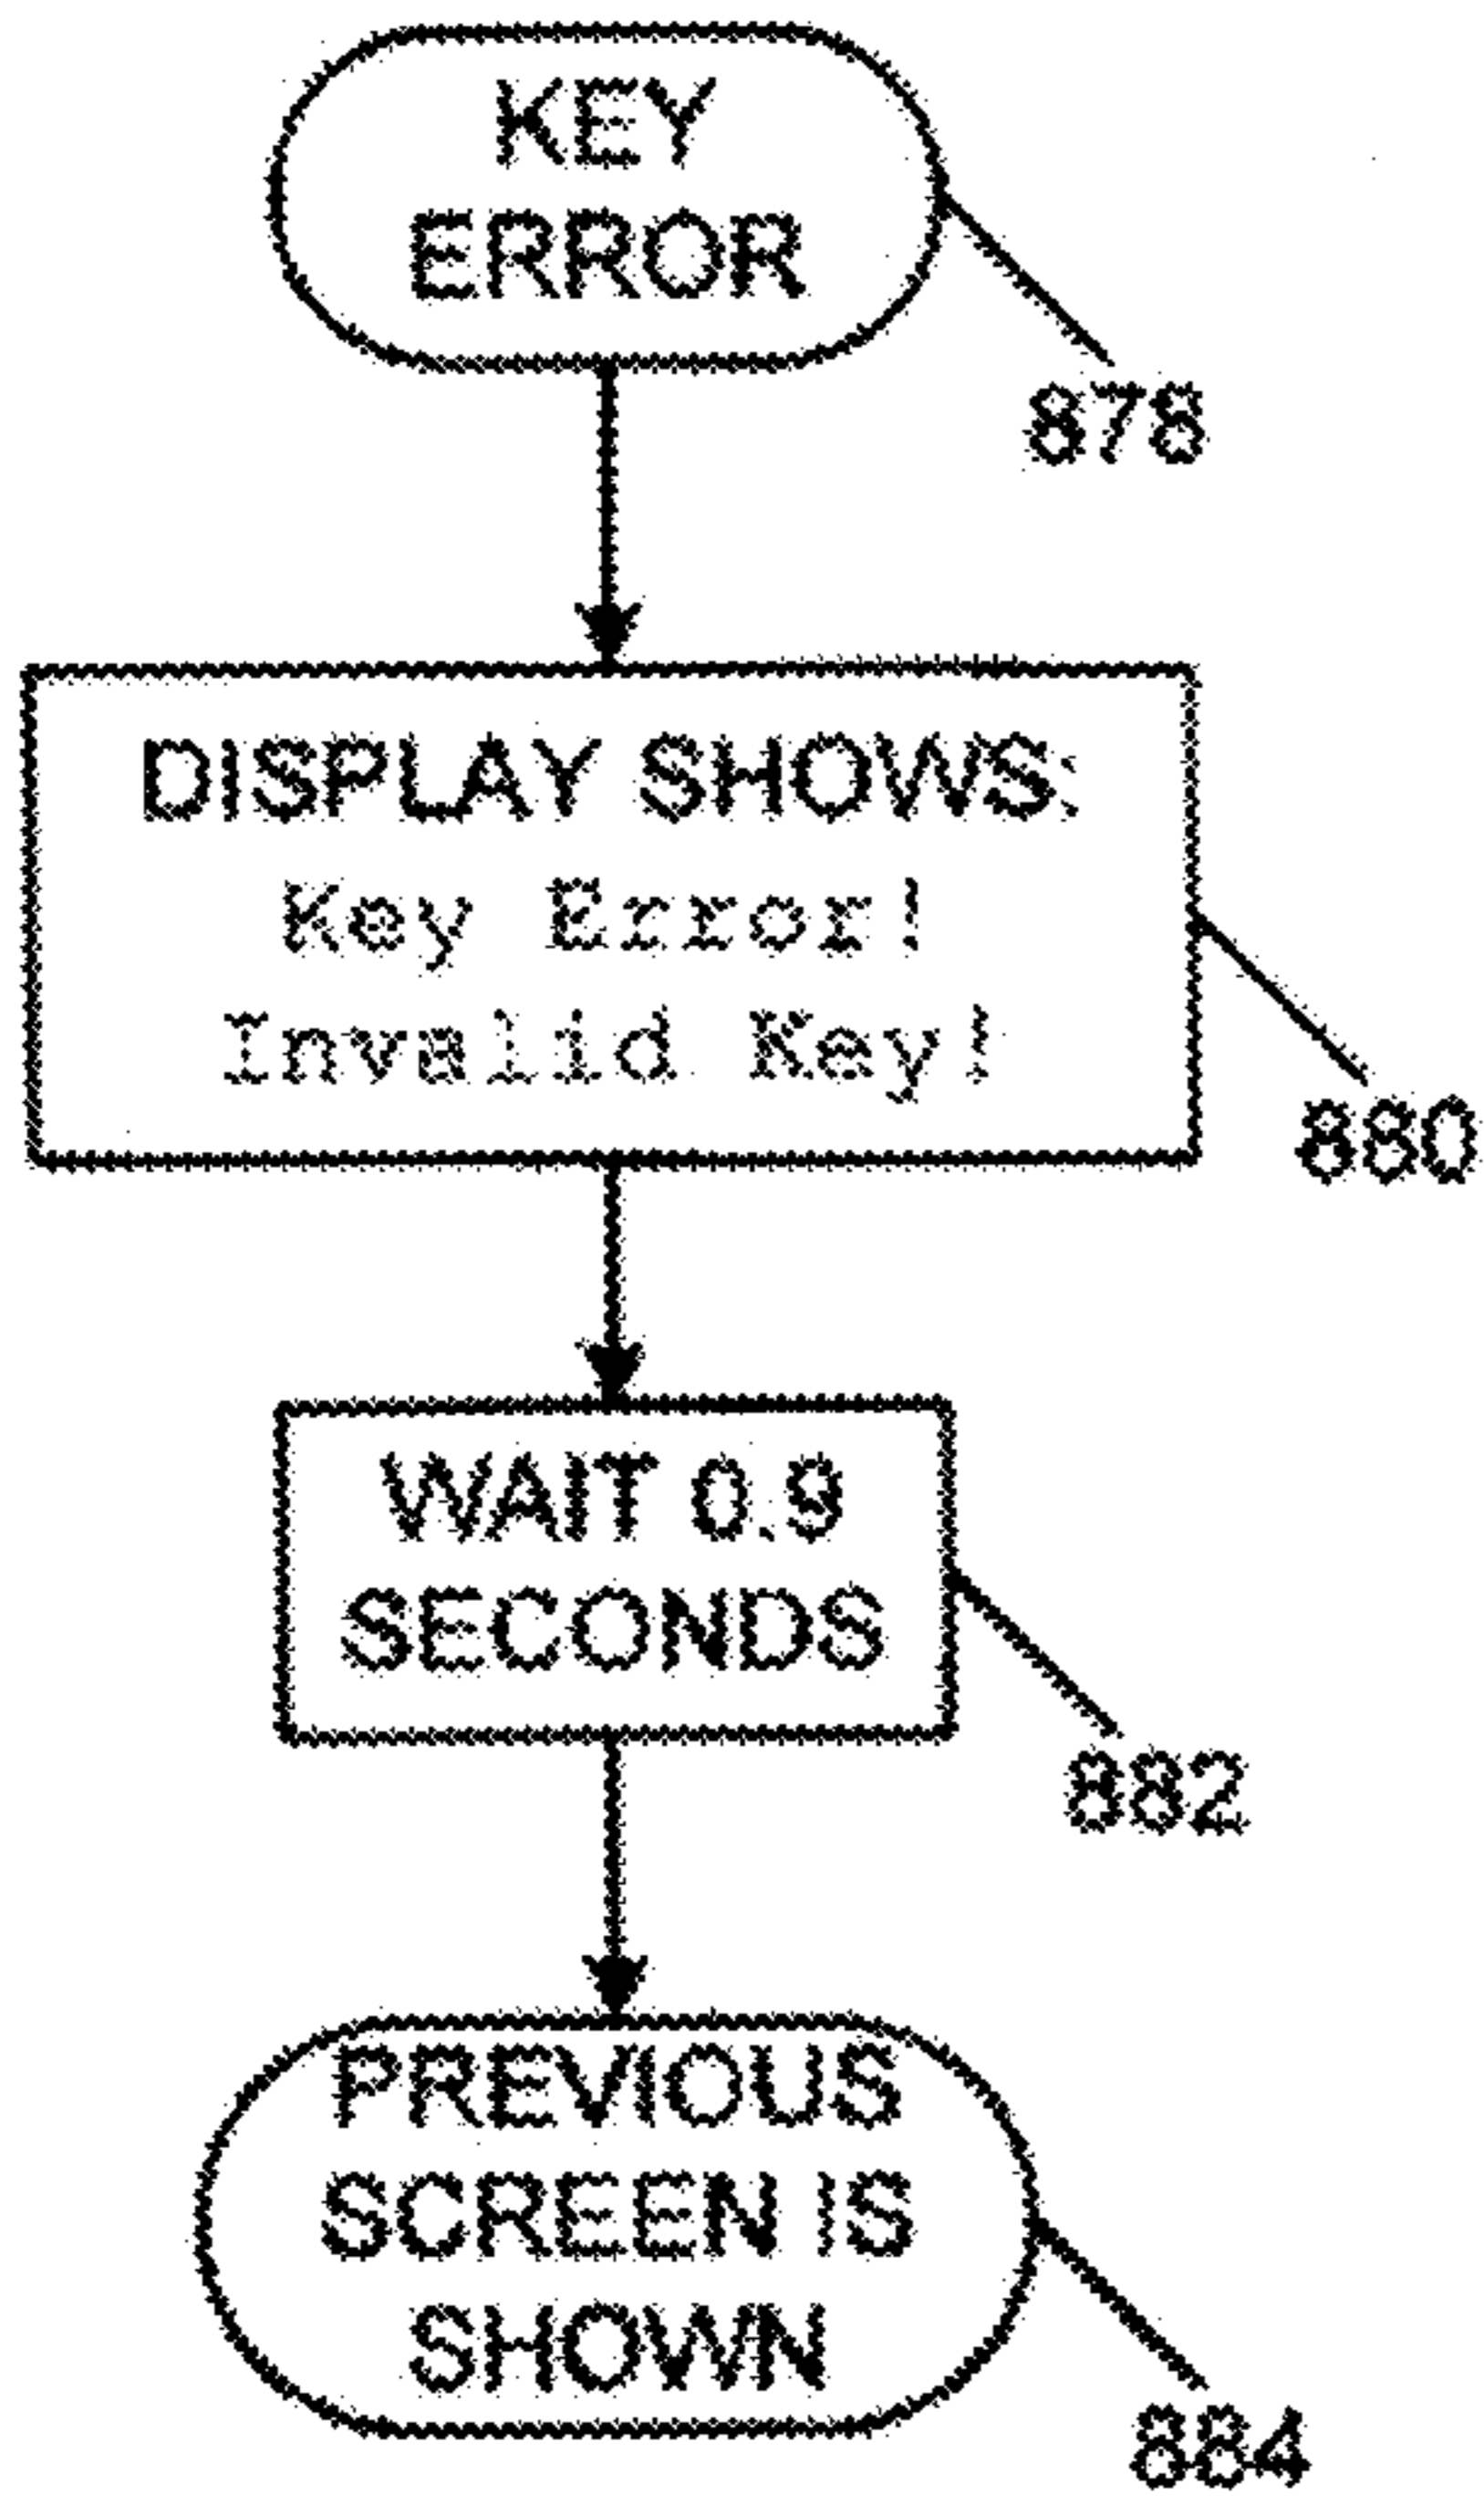 KEY
ERROR
878
DISPLAY SHOWS:
Key Error!
Invalid Key!
880
WAIT 0.9
SECONDS
882
PREVIOUS
SCREEN IS
SHOWN
884